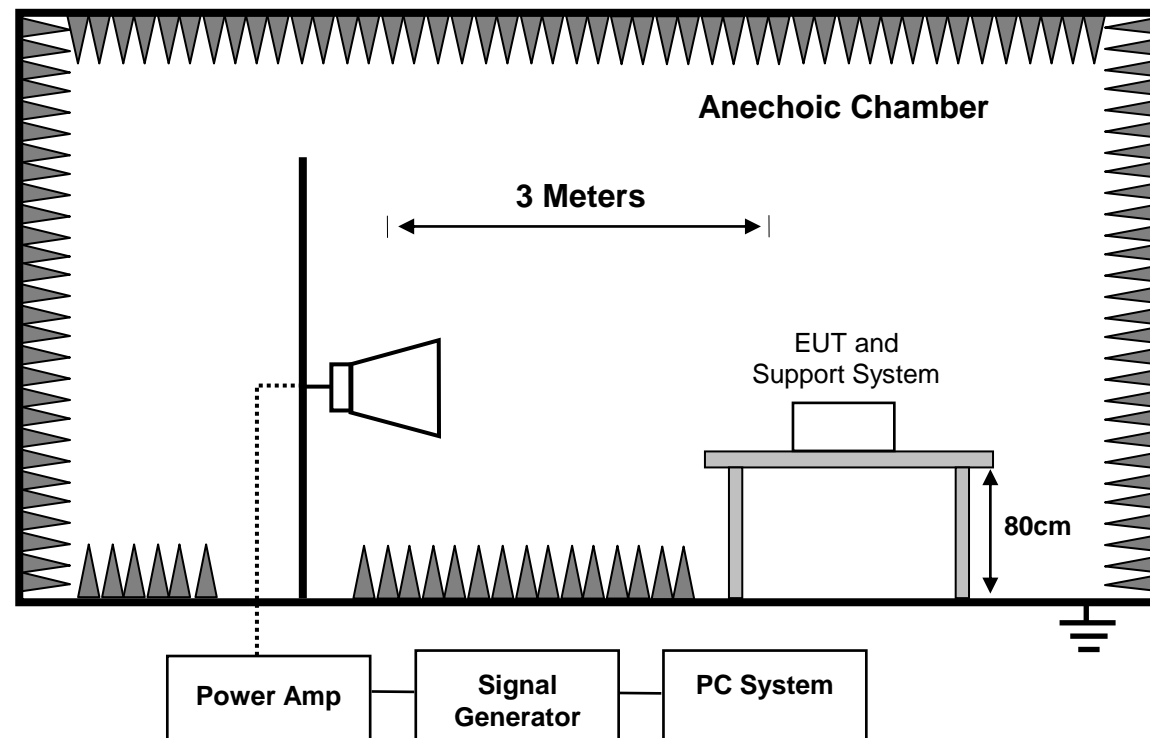 Anechoic Chamber
3 Meters
EUT and
Support System
80cm
Power Amp
Signal
Generator
PC System